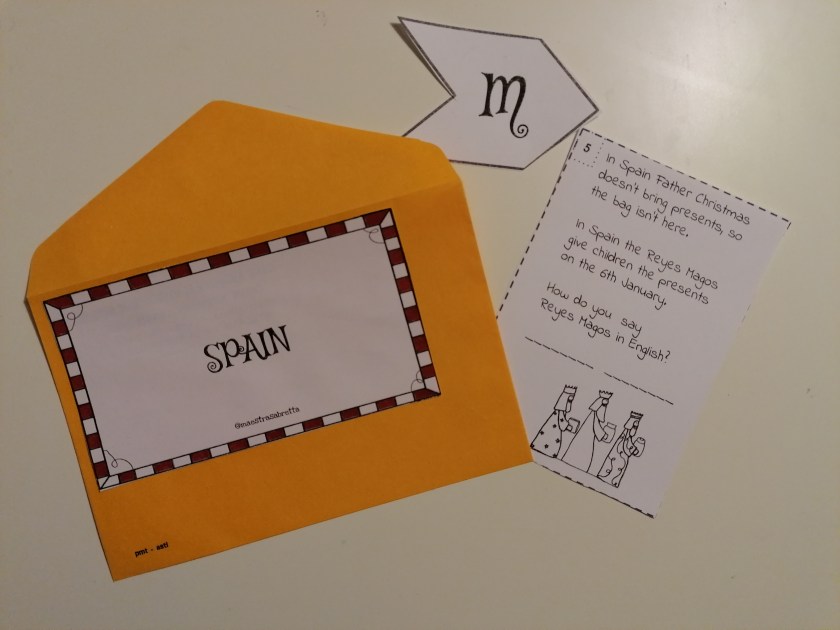 m
5
In Spain Father Christmas
doesn't bring presents, so
the bag isn't here.
In Spain the Reyes Magos
give children the presents
on the 6th January.
How do you say
Reyes Magos in English?
SPAIN
@maestrasabretta